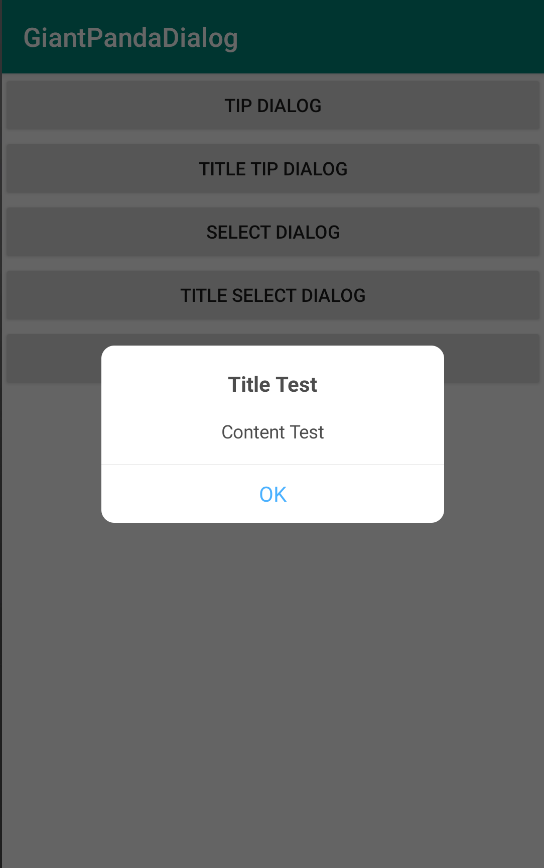 GiantPandaDialog
TIP DIALOG
TITLE TIP DIALOG
SELECT DIALOG
TITLE SELECT DIALOG
Title Test
Content Test
OK